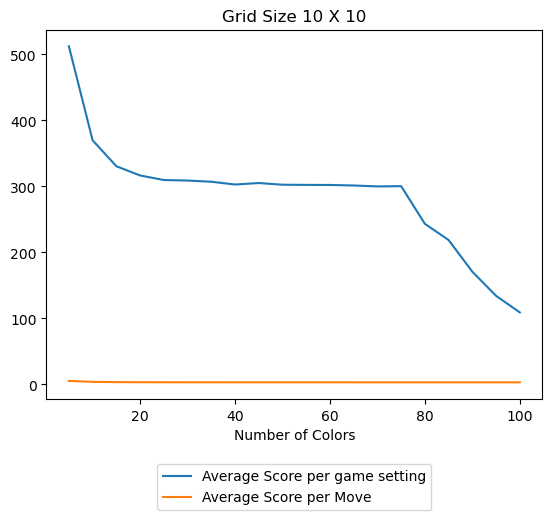 Grid Size 10 X 10
500
400
300
200
100
0
20 40 60 80 100
Number of Colors
Average Score per game setting
Average Score per Move